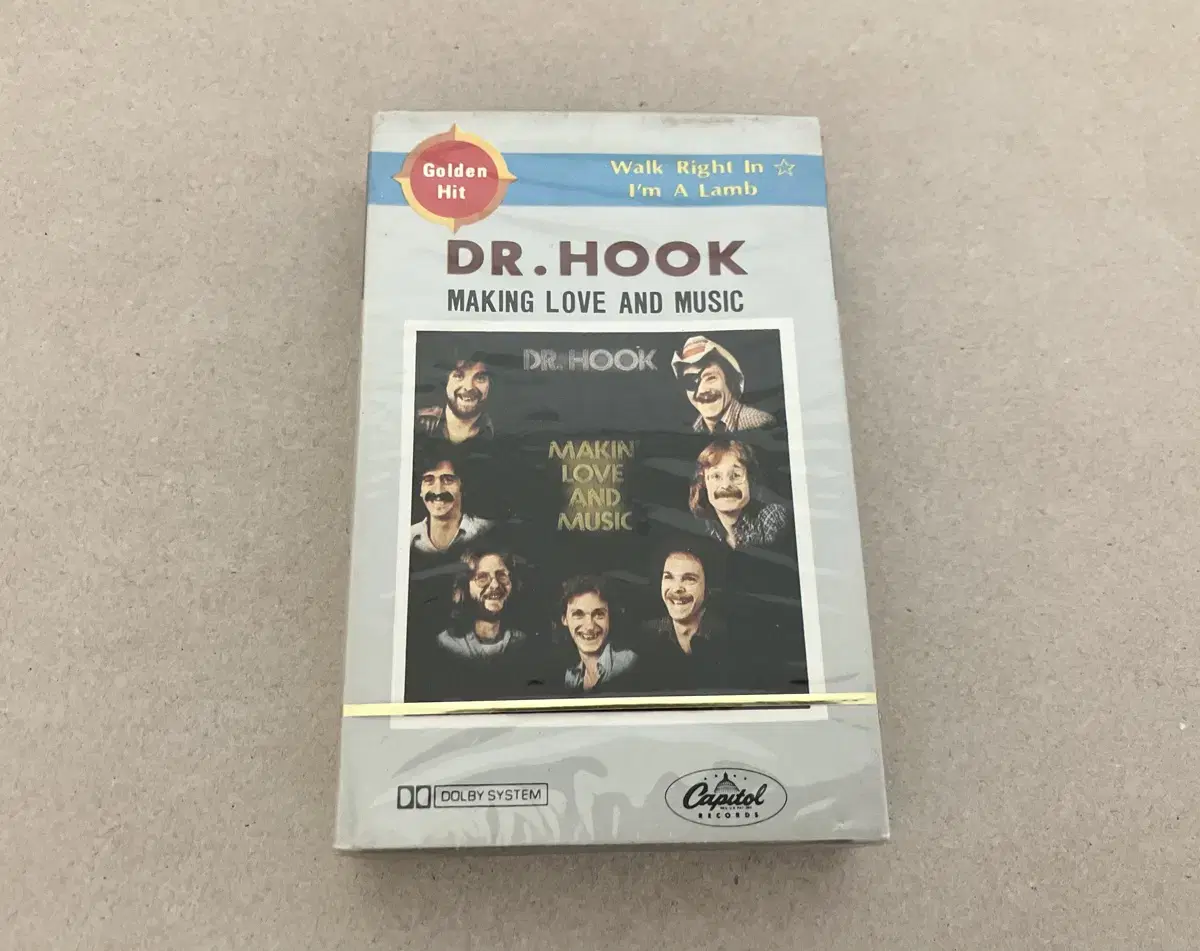 Golden
Hit
Walk Right In ☆
I'm A Lamb
DR. HOOK
MAKING LOVE AND MUSIC
DR. HOOK
MAKIN'
LOVE
AND
MUSIC
DOLBY SYSTEM
Capitol
RECORDS